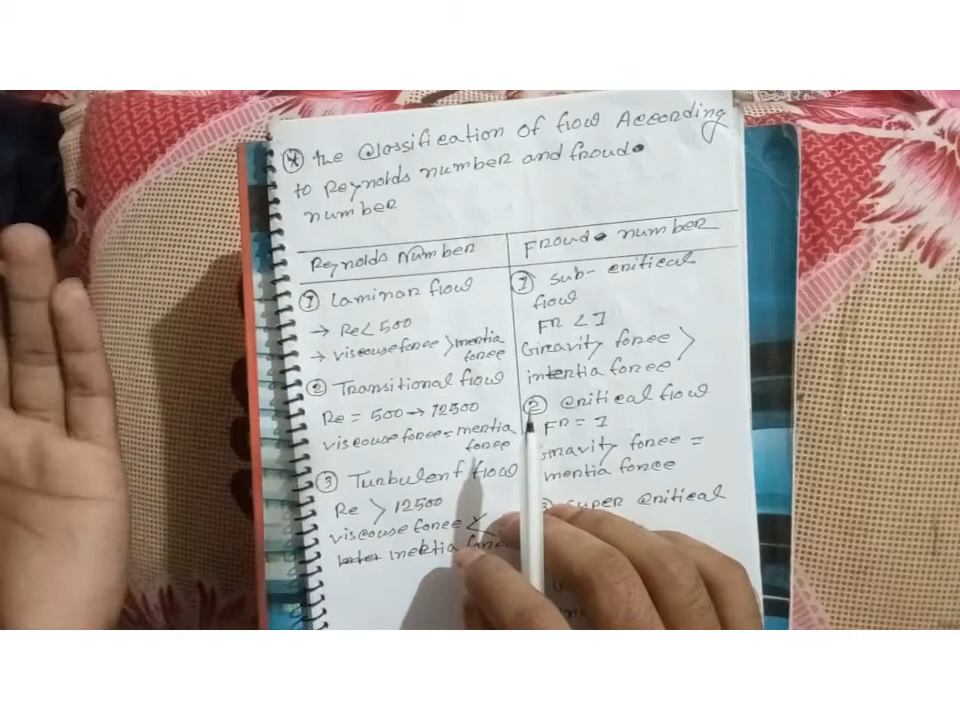 * The Classification of flow According
to Reynolds number and froude
number
Reynolds Number
① Laminar flow
→ Re < 500
→ viscouse force > inertia
force
② Transitional flow
Re = 500 → 12500
viscouse force = inertia
force
③ Turbulent flow
Re > 12500
viscouse force <
inertia force
Froude number
① Sub-critical
flow
FR < 1
Gravity force >
inertia force
② critical flow
FR = 1
Gravity force =
inertia force
③ Super critical